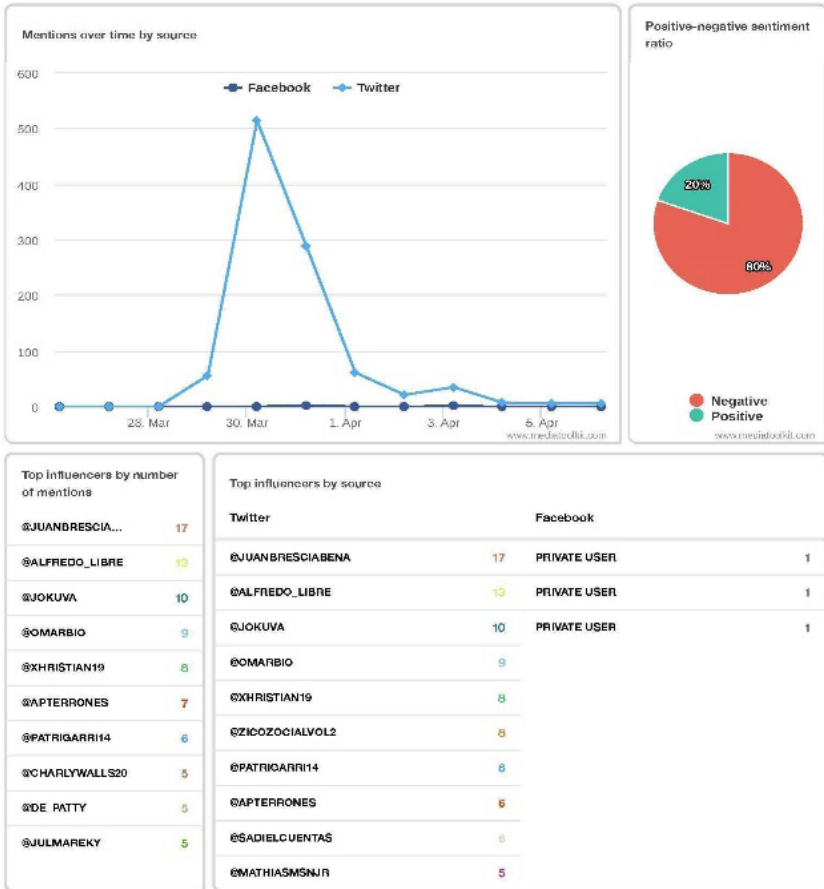 Mentions over time by source
Facebook
Twitter
600
500
400
300
200
100
0
28. Mar
30. Mar
1. Apr
3. Apr
5. Apr
www.mediatoolkit.com
Positive-negative sentiment
ratio
20%
80%
Negative
Positive
www.mediatoolkit.com
Top influencers by number
of mentions
@JUANBRESCIA... 17
@ALFREDO_LIBRE 13
@JOKUVA 10
@OMARBIO 9
@XHRISTIAN19 8
@APTERRONES 7
@PATRIGARRI14 6
@CHARLYWALLS20 5
@DE_PATTY 5
@JULMAREKY 5
Top influencers by source
Twitter
@JUANBRESCIABENA 17
@ALFREDO_LIBRE 13
@JOKUVA 10
@OMARBIO 9
@XHRISTIAN19 8
@ZICOZOCIALVOL2 8
@PATRIGARRI14 6
@APTERRONES 6
@SADIELCUENTAS 6
@MATHIASMSNJR 5
Facebook
PRIVATE USER 1
PRIVATE USER 1
PRIVATE USER 1